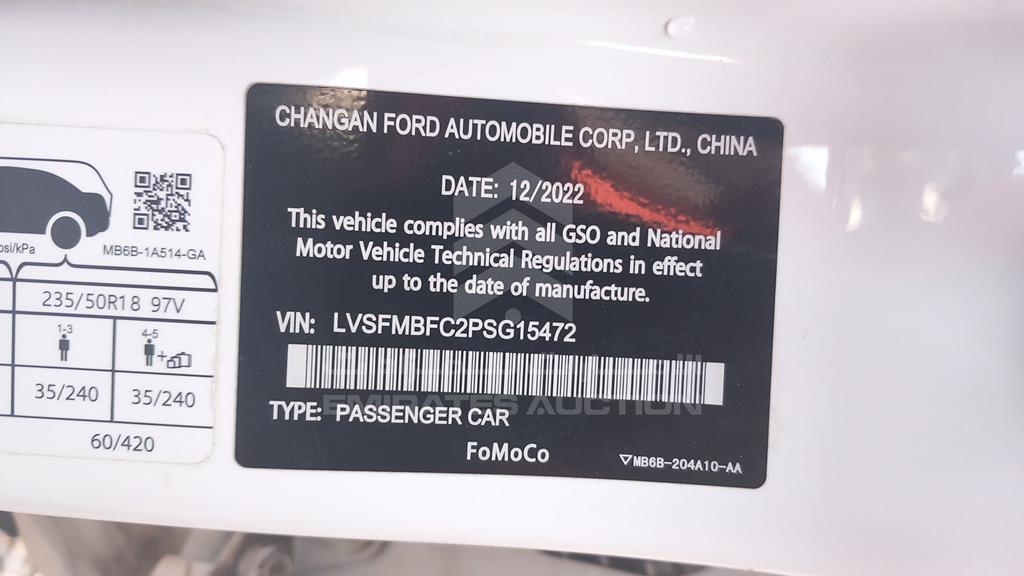 CHANGAN FORD AUTOMOBILE CORP, LTD., CHINA
DATE: 12/2022
This vehicle complies with all GSO and National
Motor Vehicle Technical Regulations in effect
up to the date of manufacture.
VIN: LVSFMBFC2PSG15472
EMIRATES AUCTION
TYPE: PASSENGER CAR
FoMoCo
MB6B-204A10-AA
MB6B-1A514-GA
235/50R18 97V
1-3
4-5
35/240
35/240
60/420